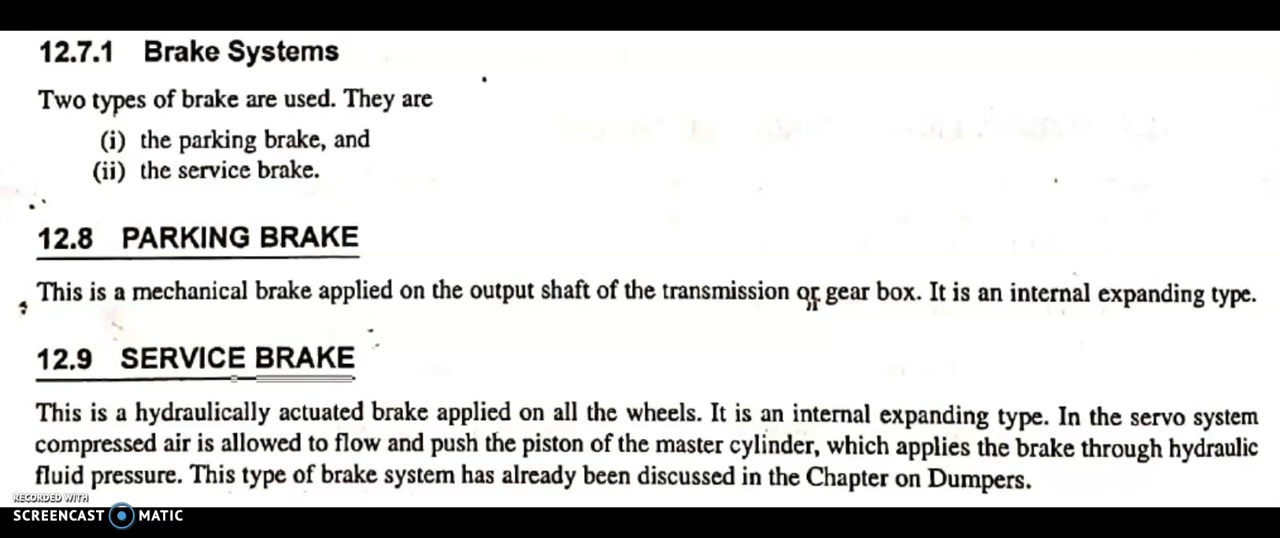 12.7.1 Brake Systems
Two types of brake are used. They are
(i) the parking brake, and
(ii) the service brake.
12.8 PARKING BRAKE
This is a mechanical brake applied on the output shaft of the transmission or gear box. It is an internal expanding type.
12.9 SERVICE BRAKE
This is a hydraulically actuated brake applied on all the wheels. It is an internal expanding type. In the servo system
compressed air is allowed to flow and push the piston of the master cylinder, which applies the brake through hydraulic
fluid pressure. This type of brake system has already been discussed in the Chapter on Dumpers.
RECORDED WITH
SCREENCAST MATIC